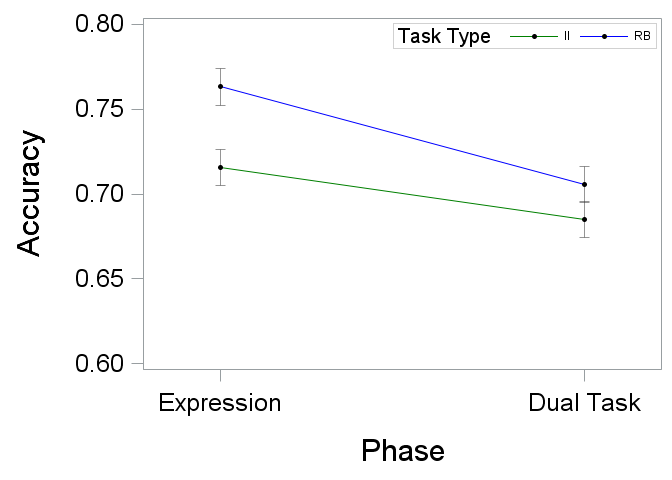 Task Type II RB
0.80
0.75
0.70
0.65
0.60
Accuracy
Expression Dual Task
Phase